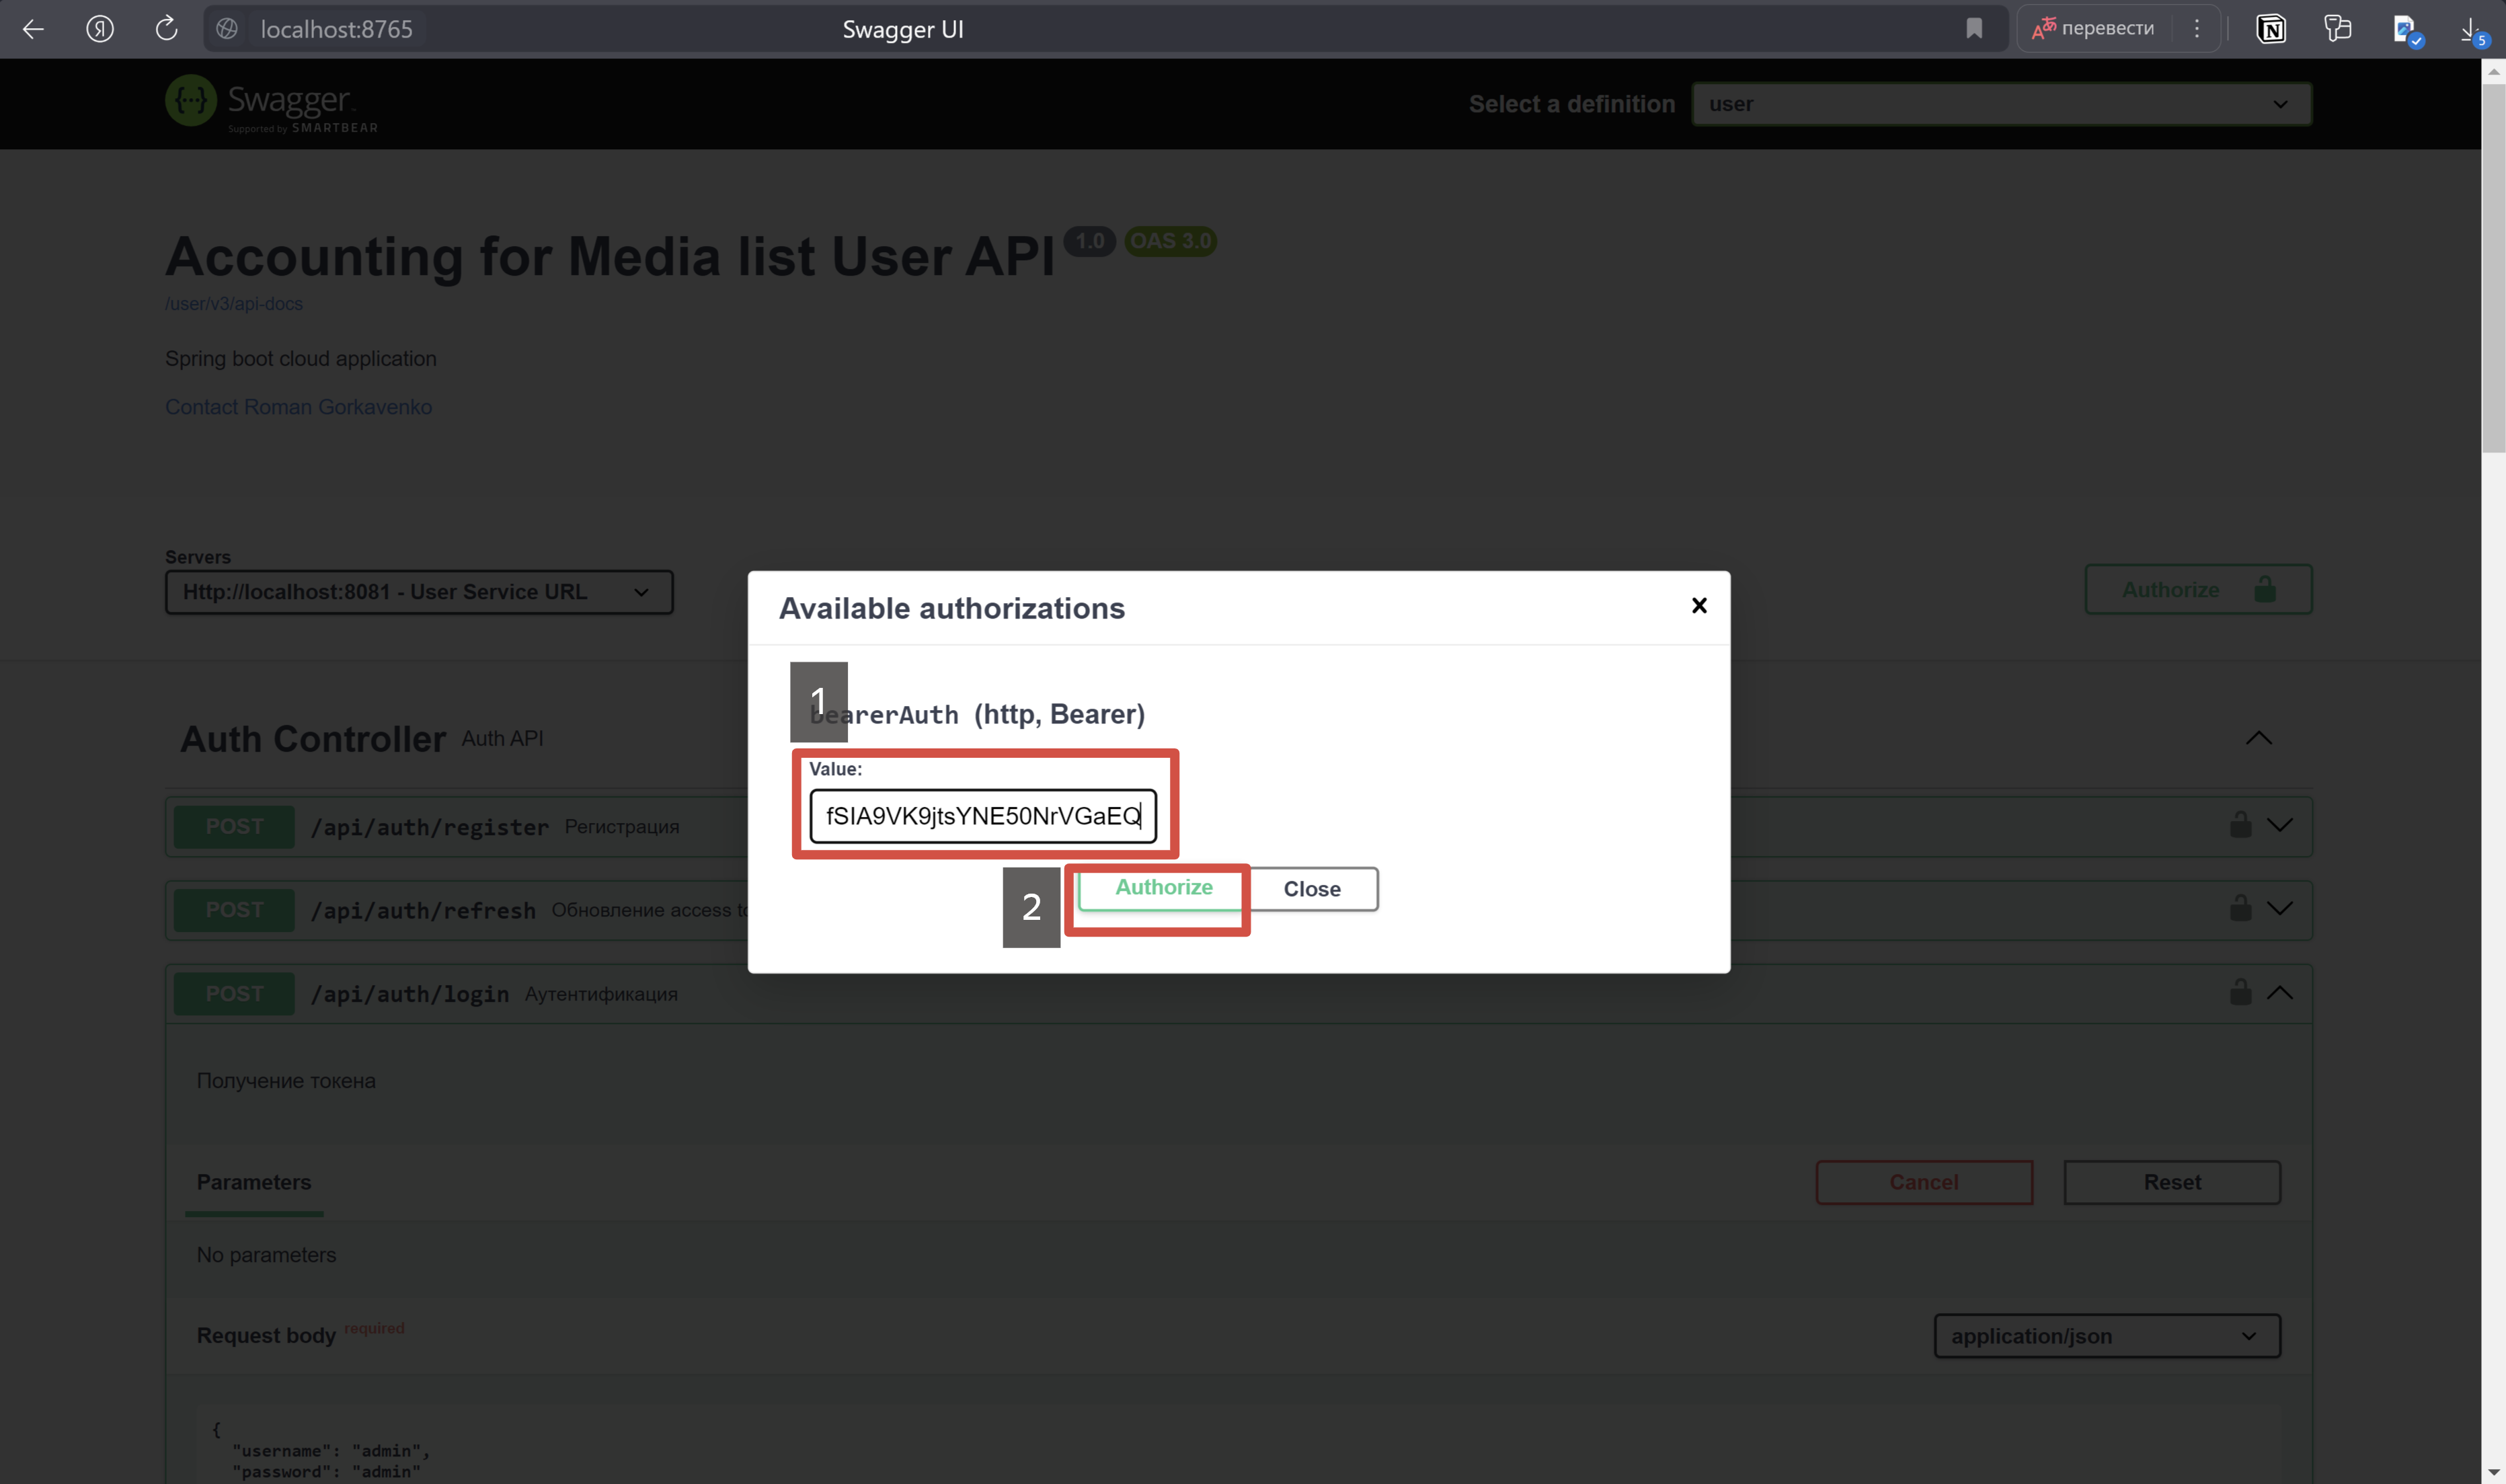 localhost:8765 Swagger UI перевести 5
Swagger
Supported by SMARTBEAR
Select a definition user
Accounting for Media list User API 1.0 OAS 3.0
/user/v3/api-docs
Spring boot cloud application
Contact Roman Gorkavenko
Servers
Http://localhost:8081 - User Service URL
Authorize
Available authorizations
1
bearerAuth (http, Bearer)
Value:
fSIA9VK9jtsYNE50NrVGaEQ
2
Authorize Close
Auth Controller Auth API
POST /api/auth/register Регистрация
POST /api/auth/refresh Обновление access to
POST /api/auth/login Аутентификация
Получение токена
Parameters
Cancel Reset
No parameters
Request body required
application/json
{
"username": "admin",
"password": "admin"